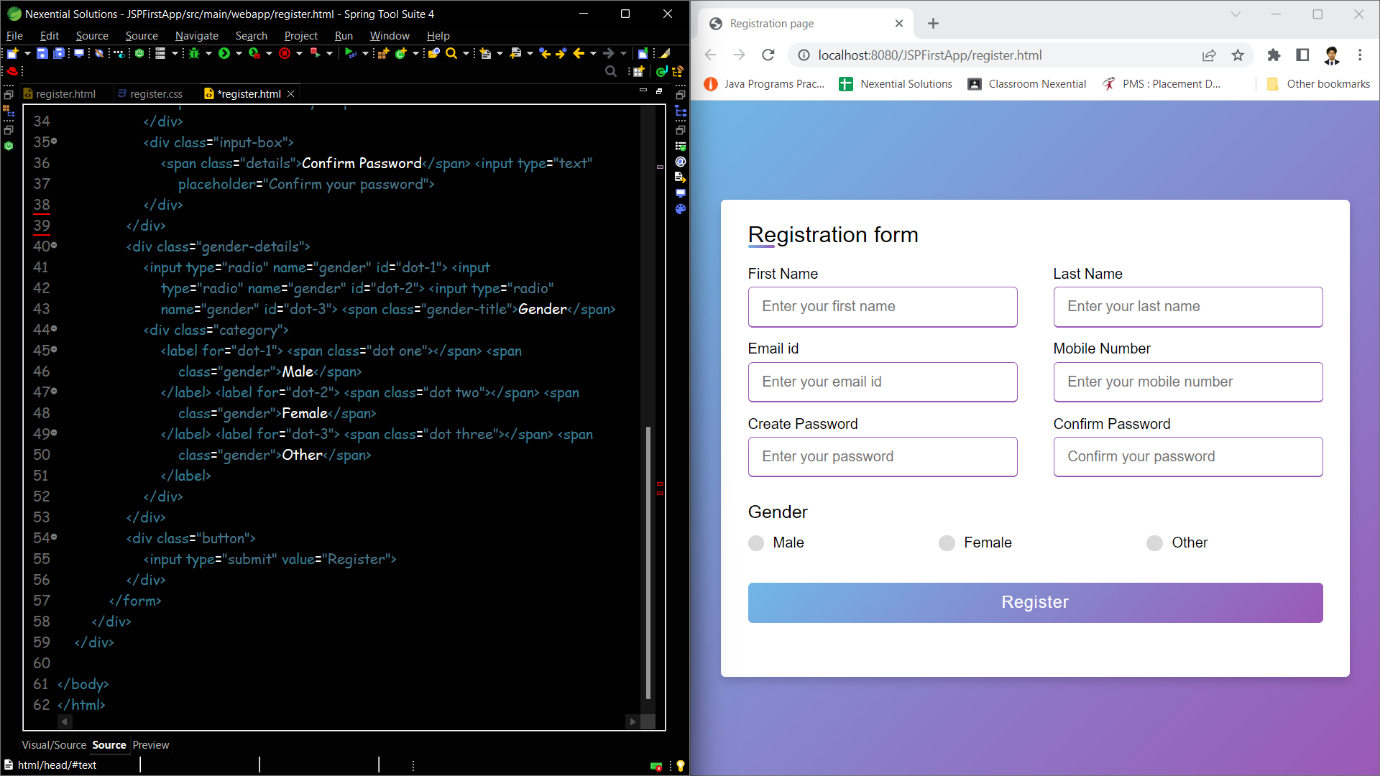 Nexential Solutions - JSPFirstApp/src/main/webapp/register.html - Spring Tool Suite 4
File Edit Source Source Navigate Search Project Run Window Help
register.html register.css *register.html
34 </div>
35 <div class="input-box">
36 <span class="details">Confirm Password</span> <input type="text"
37 placeholder="Confirm your password">
38 </div>
39 </div>
40 <div class="gender-details">
41 <input type="radio" name="gender" id="dot-1"> <input
42 type="radio" name="gender" id="dot-2"> <input type="radio"
43 name="gender" id="dot-3"> <span class="gender-title">Gender</span>
44 <div class="category">
45 <label for="dot-1"> <span class="dot one"></span> <span
46 class="gender">Male</span>
47 </label> <label for="dot-2"> <span class="dot two"></span> <span
48 class="gender">Female</span>
49 </label> <label for="dot-3"> <span class="dot three"></span> <span
50 class="gender">Other</span>
51 </label>
52 </div>
53 </div>
54 <div class="button">
55 <input type="submit" value="Register">
56 </div>
57 </form>
58 </div>
59 </div>
60
61 </body>
62 </html>
Visual/Source Source Preview
html/head/#text
Registration page
localhost:8080/JSPFirstApp/register.html
Java Programs Prac... Nexential Solutions Classroom Nexential PMS : Placement D... Other bookmarks
Registration form
First Name Last Name
Enter your first name Enter your last name
Email id Mobile Number
Enter your email id Enter your mobile number
Create Password Confirm Password
Enter your password Confirm your password
Gender
Male Female Other
Register